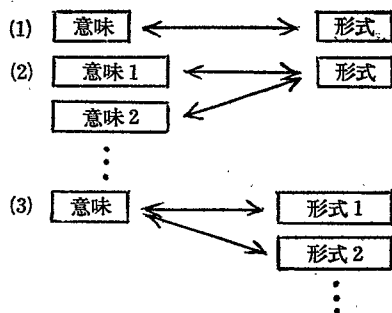 (1) 意味 形式
(2) 意味1 形式
意味2
(3) 意味 形式1
形式2